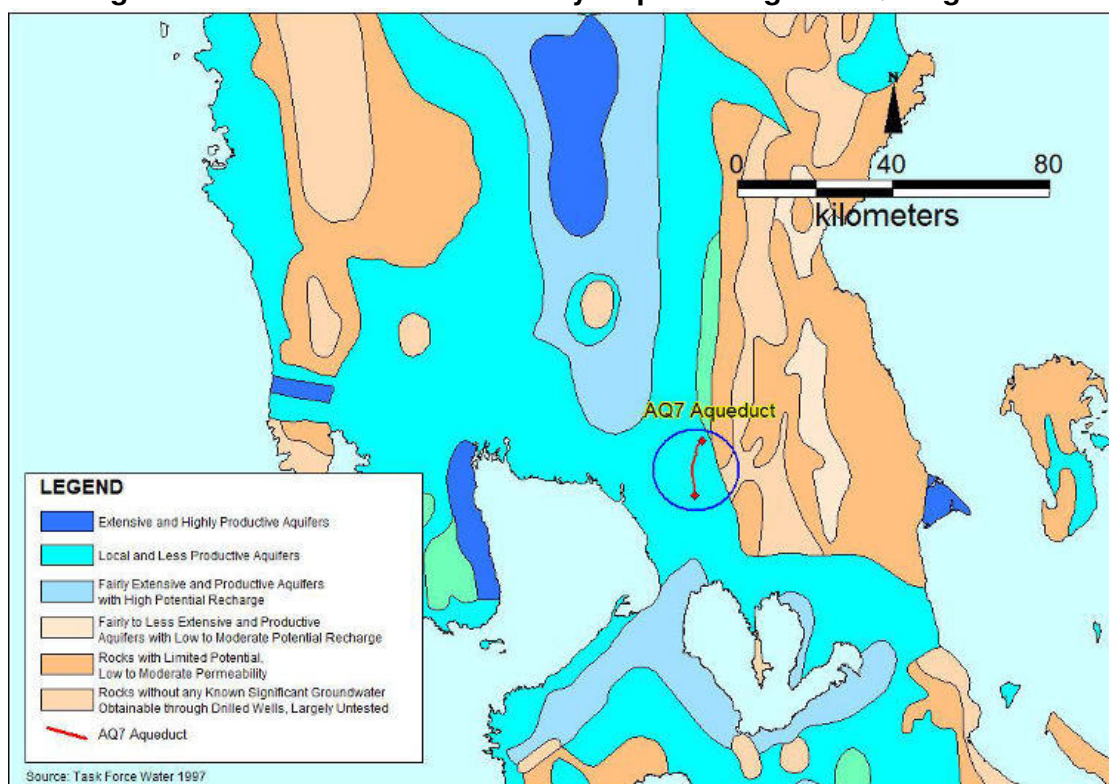 N
0 40 80
kilometers
AQ7 Aqueduct
LEGEND
Extensive and Highly Productive Aquifers
Local and Less Productive Aquifers
Fairly Extensive and Productive Aquifers
with High Potential Recharge
Fairly to Less Extensive and Productive
Aquifers with Low to Moderate Potential Recharge
Rocks with Limited Potential,
Low to Moderate Permeability
Rocks without any Known Significant Groundwater
Obtainable through Drilled Wells, Largely Untested
AQ7 Aqueduct
Source: Task Force Water 1997